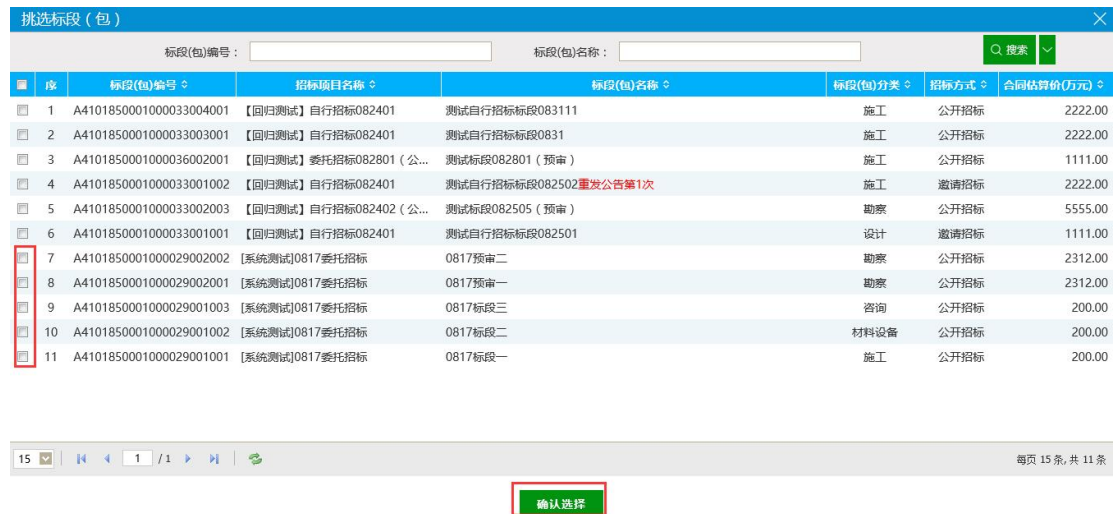 挑选标段（包）
标段(包)编号： 标段(包)名称： 搜索
序 标段(包)编号 招标项目名称 标段(包)名称 标段(包)分类 招标方式 合同估算价(万元)
1 A4101850001000033004001 【回归测试】自行招标082401 测试自行招标标段083111 施工 公开招标 2222.00
2 A4101850001000033003001 【回归测试】自行招标082401 测试自行招标标段0831 施工 公开招标 2222.00
3 A4101850001000036002001 【回归测试】委托招标082801（公... 测试标段082801（预审） 施工 公开招标 1111.00
4 A4101850001000033001002 【回归测试】自行招标082401 测试自行招标标段082502重发公告第1次 施工 邀请招标 2222.00
5 A4101850001000033002003 【回归测试】自行招标082402（公... 测试标段082505（预审） 勘察 公开招标 5555.00
6 A4101850001000033001001 【回归测试】自行招标082401 测试自行招标标段082501 设计 邀请招标 1111.00
7 A4101850001000029002002 [系统测试]0817委托招标 0817预审二 勘察 公开招标 2312.00
8 A4101850001000029002001 [系统测试]0817委托招标 0817预审一 勘察 公开招标 2312.00
9 A4101850001000029001003 [系统测试]0817委托招标 0817标段三 咨询 公开招标 200.00
10 A4101850001000029001002 [系统测试]0817委托招标 0817标段二 材料设备 公开招标 200.00
11 A4101850001000029001001 [系统测试]0817委托招标 0817标段一 施工 公开招标 200.00
15 1 / 1 每页 15 条, 共 11 条
确认选择